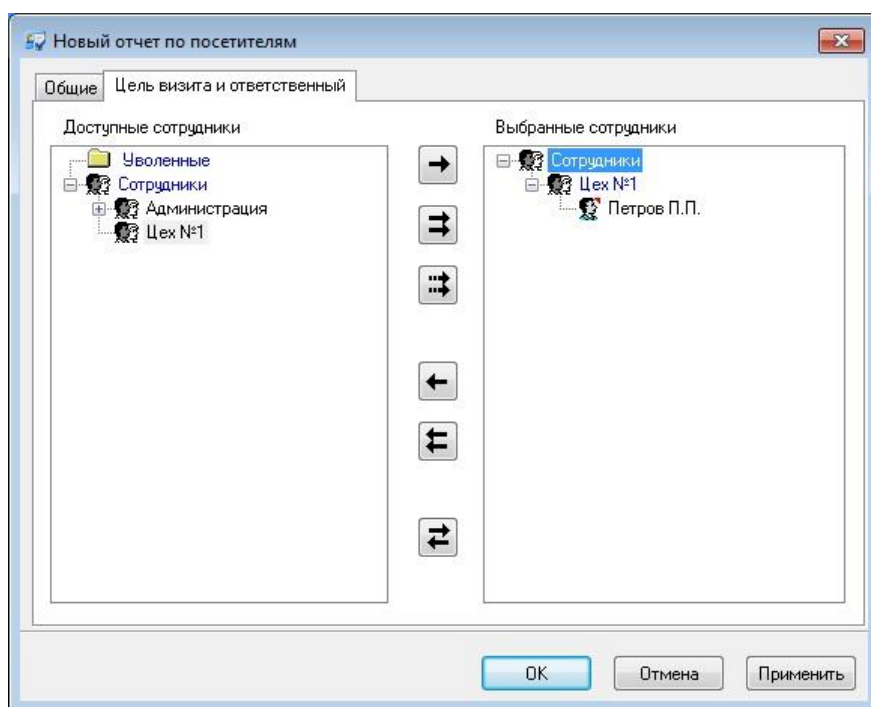 Новый отчет по посетителям
Общие
Цель визита и ответственный
Доступные сотрудники
Уволенные
Сотрудники
Администрация
Цех №1
Выбранные сотрудники
Сотрудники
Цех №1
Петров П.П.
OK
Отмена
Применить